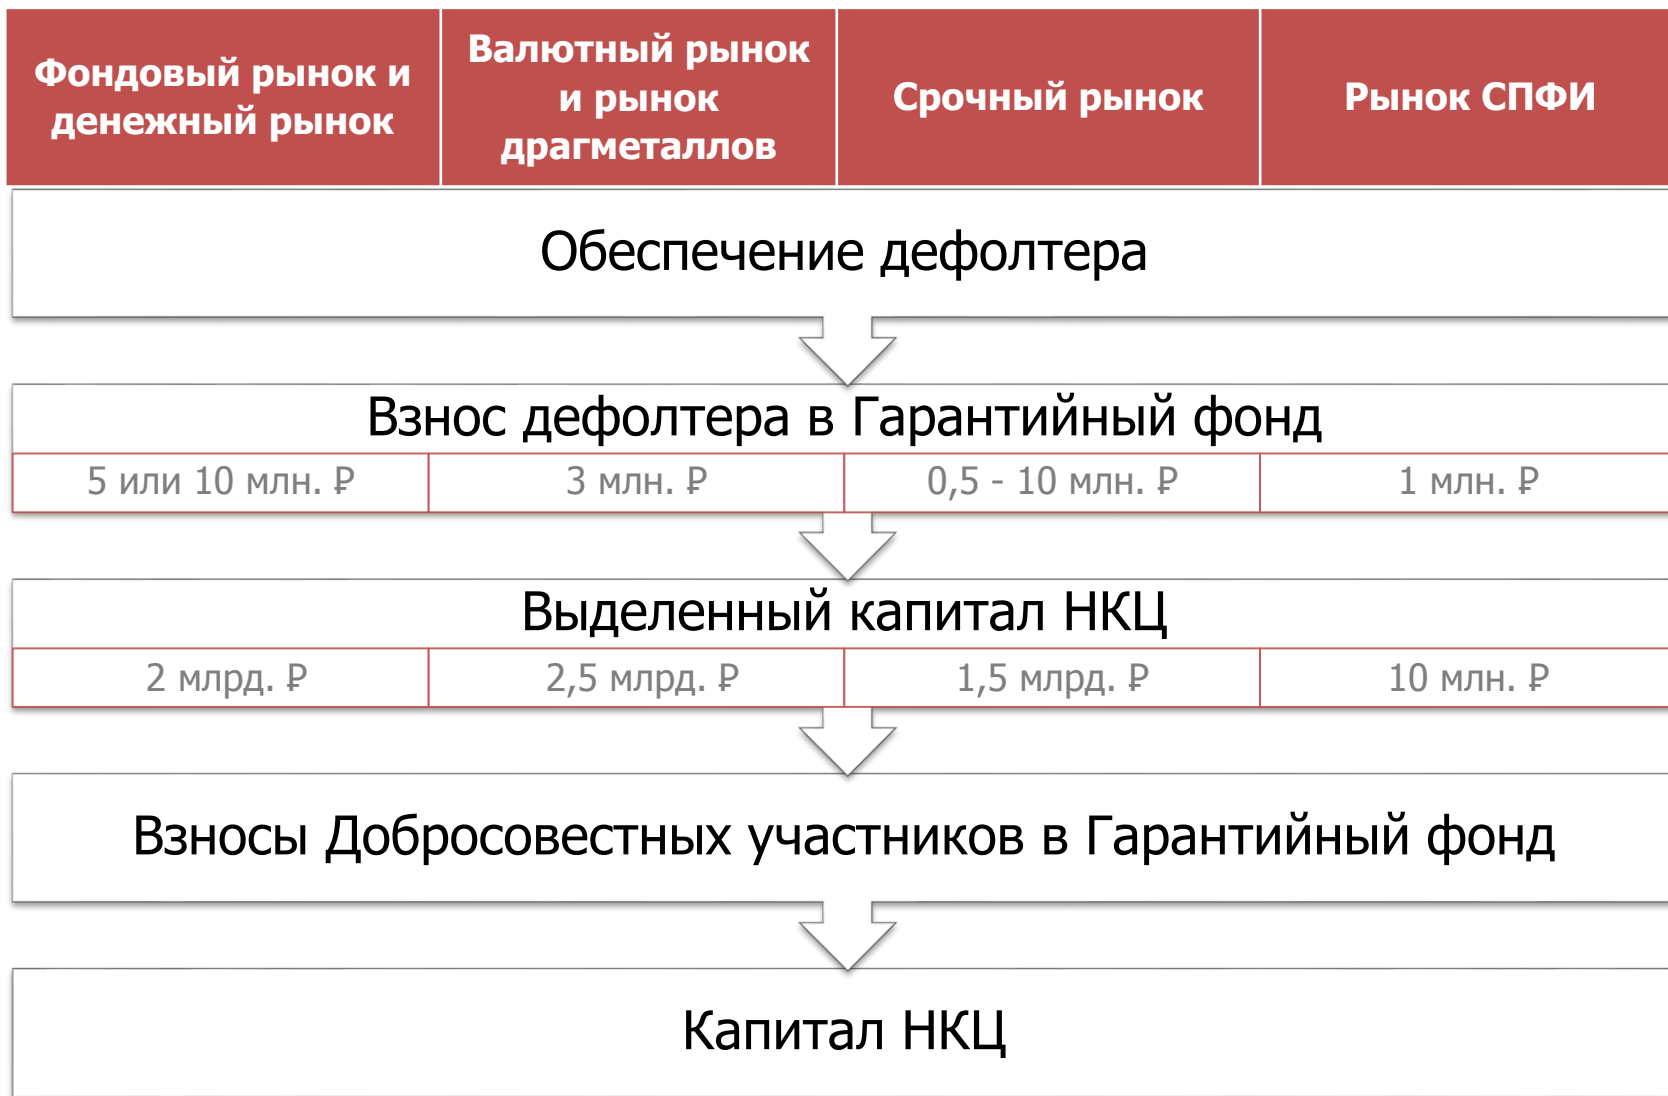 Фондовый рынок и
денежный рынок
Валютный рынок
и рынок
драгметаллов
Срочный рынок
Рынок СПФИ
Обеспечение дефолтера
Взнос дефолтера в Гарантийный фонд
5 или 10 млн. ₽
3 млн. ₽
0,5 - 10 млн. ₽
1 млн. ₽
Выделенный капитал НКЦ
2 млрд. ₽
2,5 млрд. ₽
1,5 млрд. ₽
10 млн. ₽
Взносы Добросовестных участников в Гарантийный фонд
Капитал НКЦ